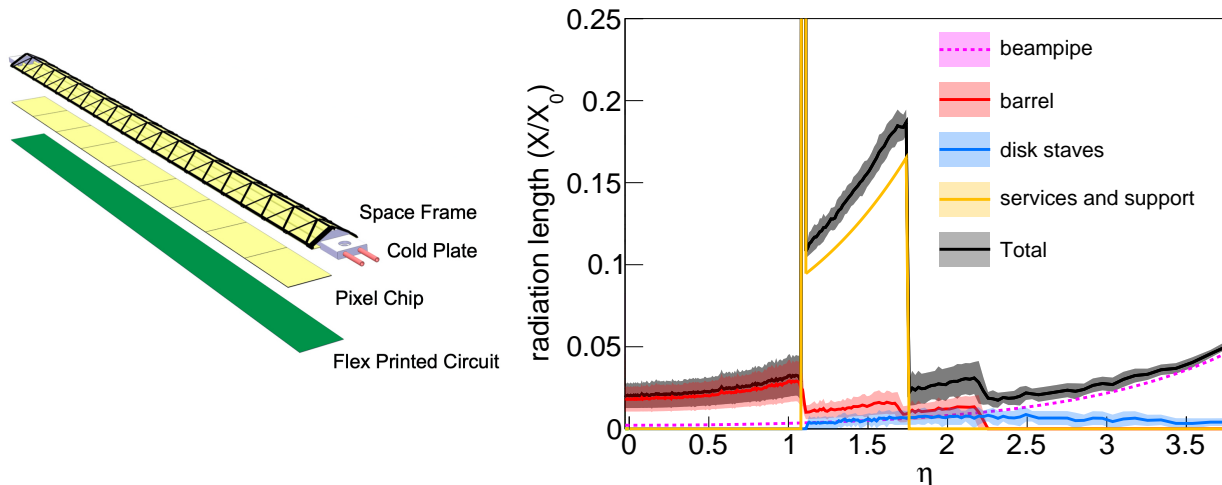 Space Frame
Cold Plate
Pixel Chip
Flex Printed Circuit
radiation length (X/X₀)
0.25
0.2
0.15
0.1
0.05
0
beampipe
barrel
disk staves
services and support
Total
0 0.5 1 1.5 2 2.5 3 3.5
η